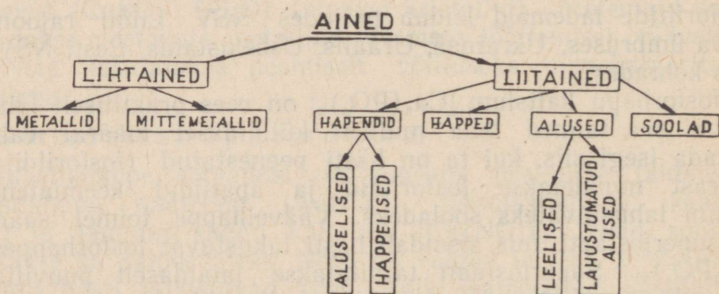 AINED
LIHTAINED LIITAINED
METALLID MITTEMETALLID HAPENDID HAPPED ALUSED SOOLAD
ALUSELISED
HAPPELISED
LEELISED
LAHUSTUMATUD
ALUSED